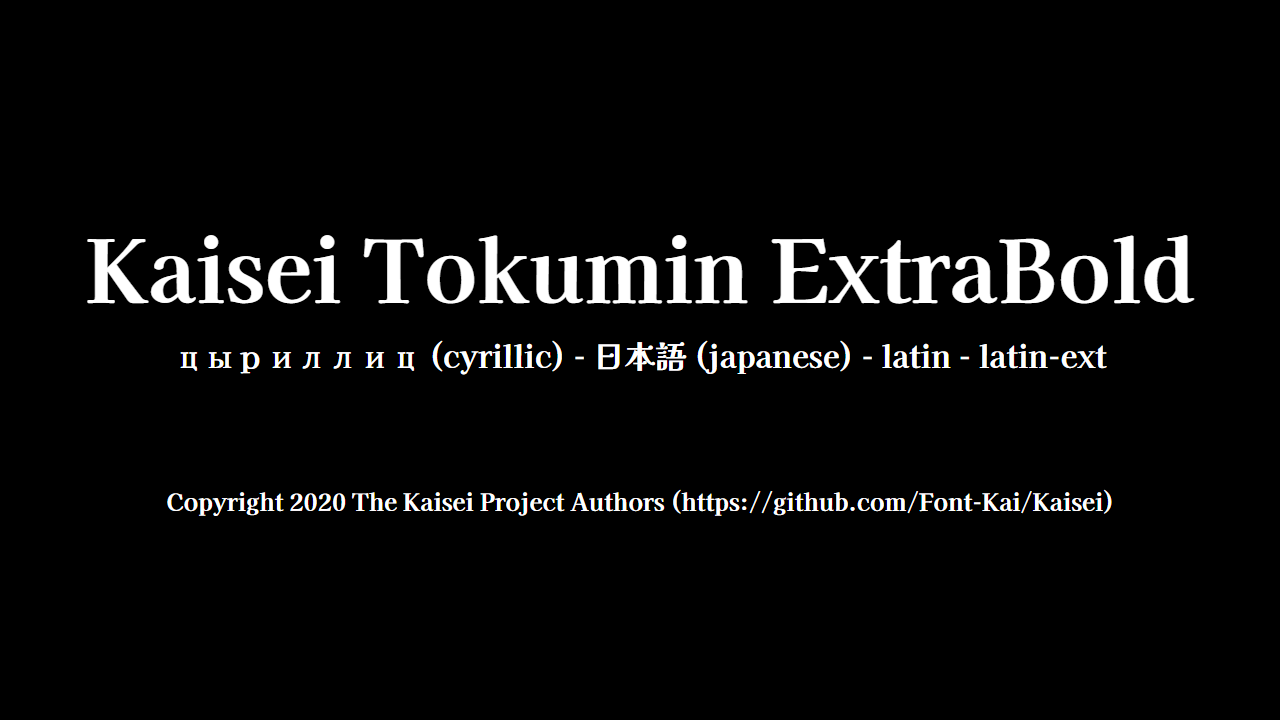 Kaisei Tokumin ExtraBold
цыриллиц (cyrillic) - 日本語 (japanese) - latin - latin-ext
Copyright 2020 The Kaisei Project Authors (https://github.com/Font-Kai/Kaisei)